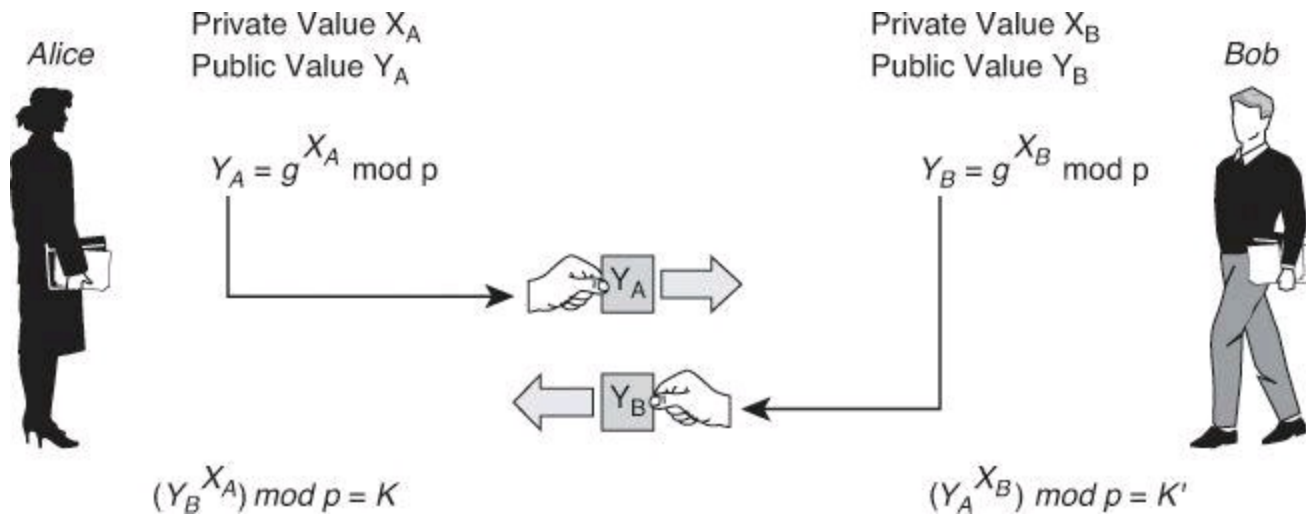 Alice
Private Value X_A
Public Value Y_A
Private Value X_B
Public Value Y_B
Bob
Y_A = g^X_A mod p
Y_B = g^X_B mod p
Y_A
Y_B
(Y_B^X_A) mod p = K
(Y_A^X_B) mod p = K'